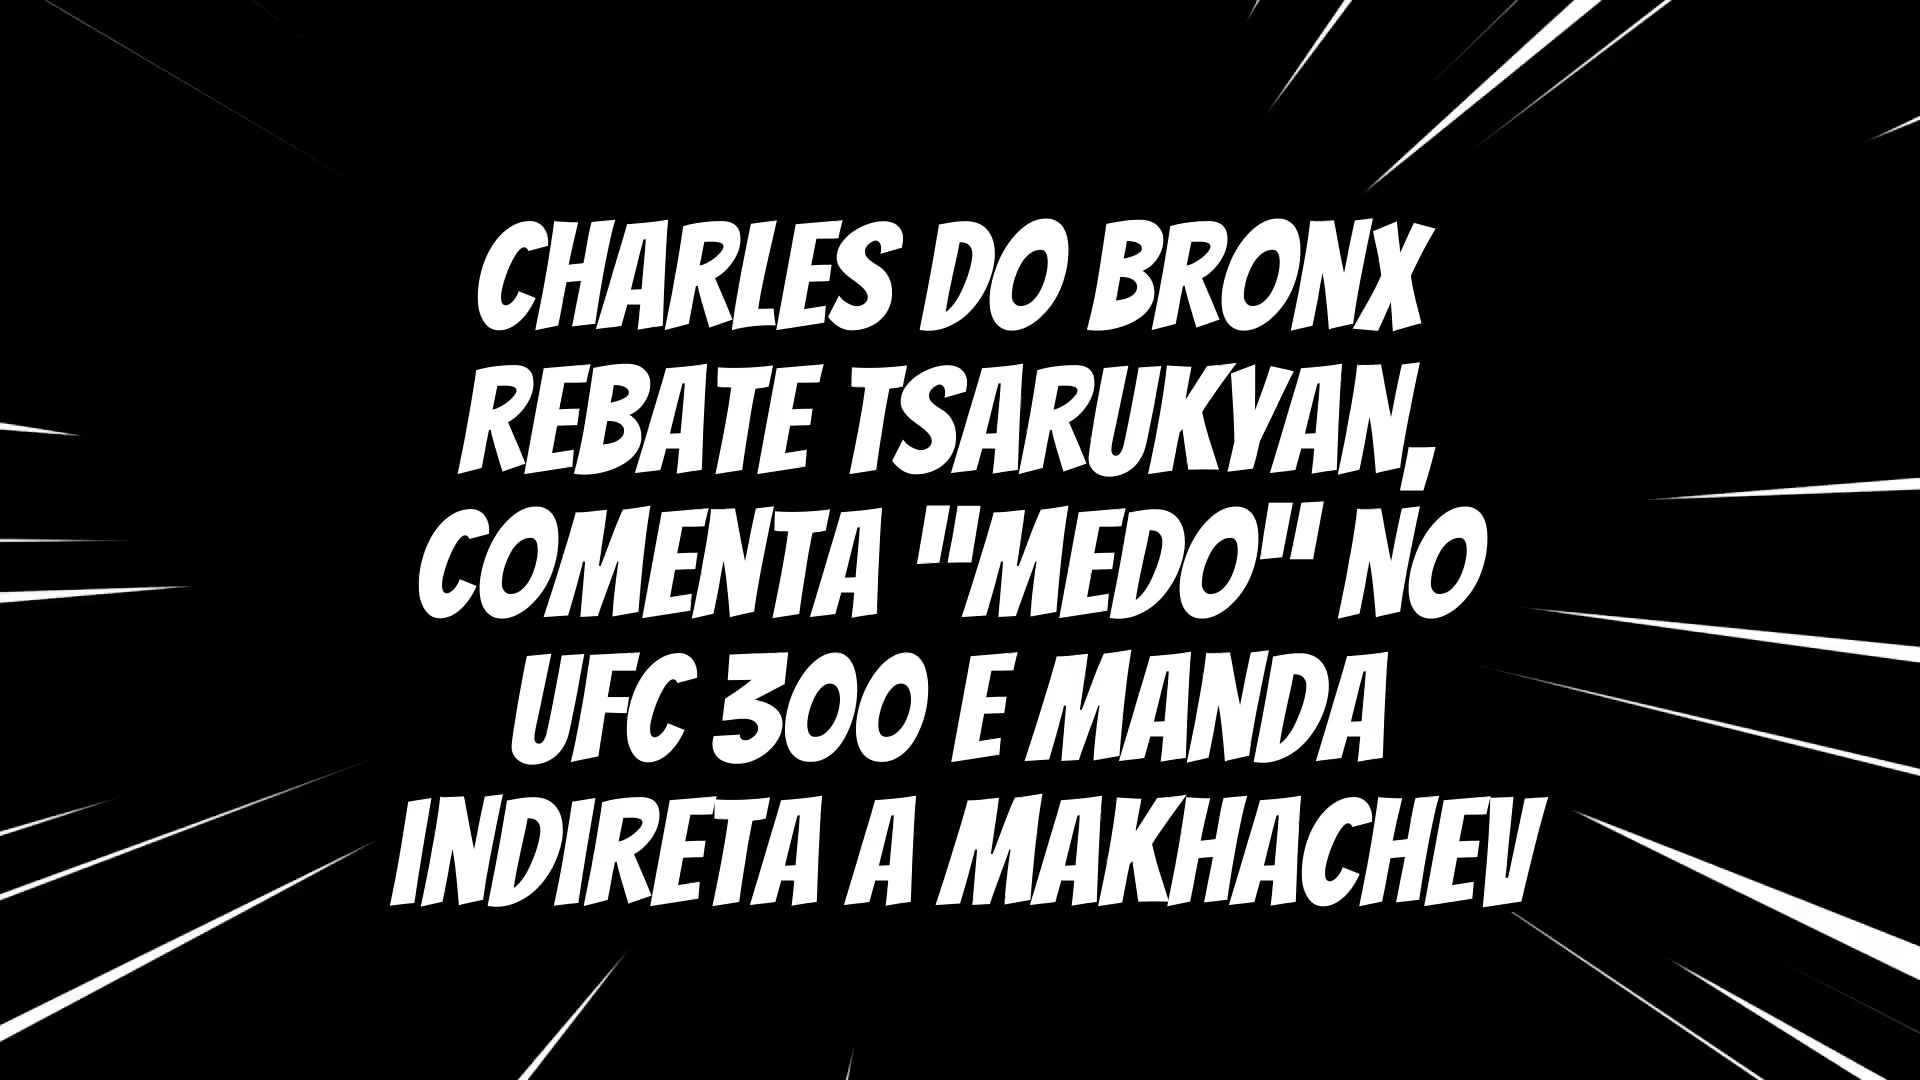 CHARLES DO BRONX
REBATE TSARUKYAN,
COMENTA "MEDO" NO
UFC 300 E MANDA
INDIRETA A MAKHACHEV